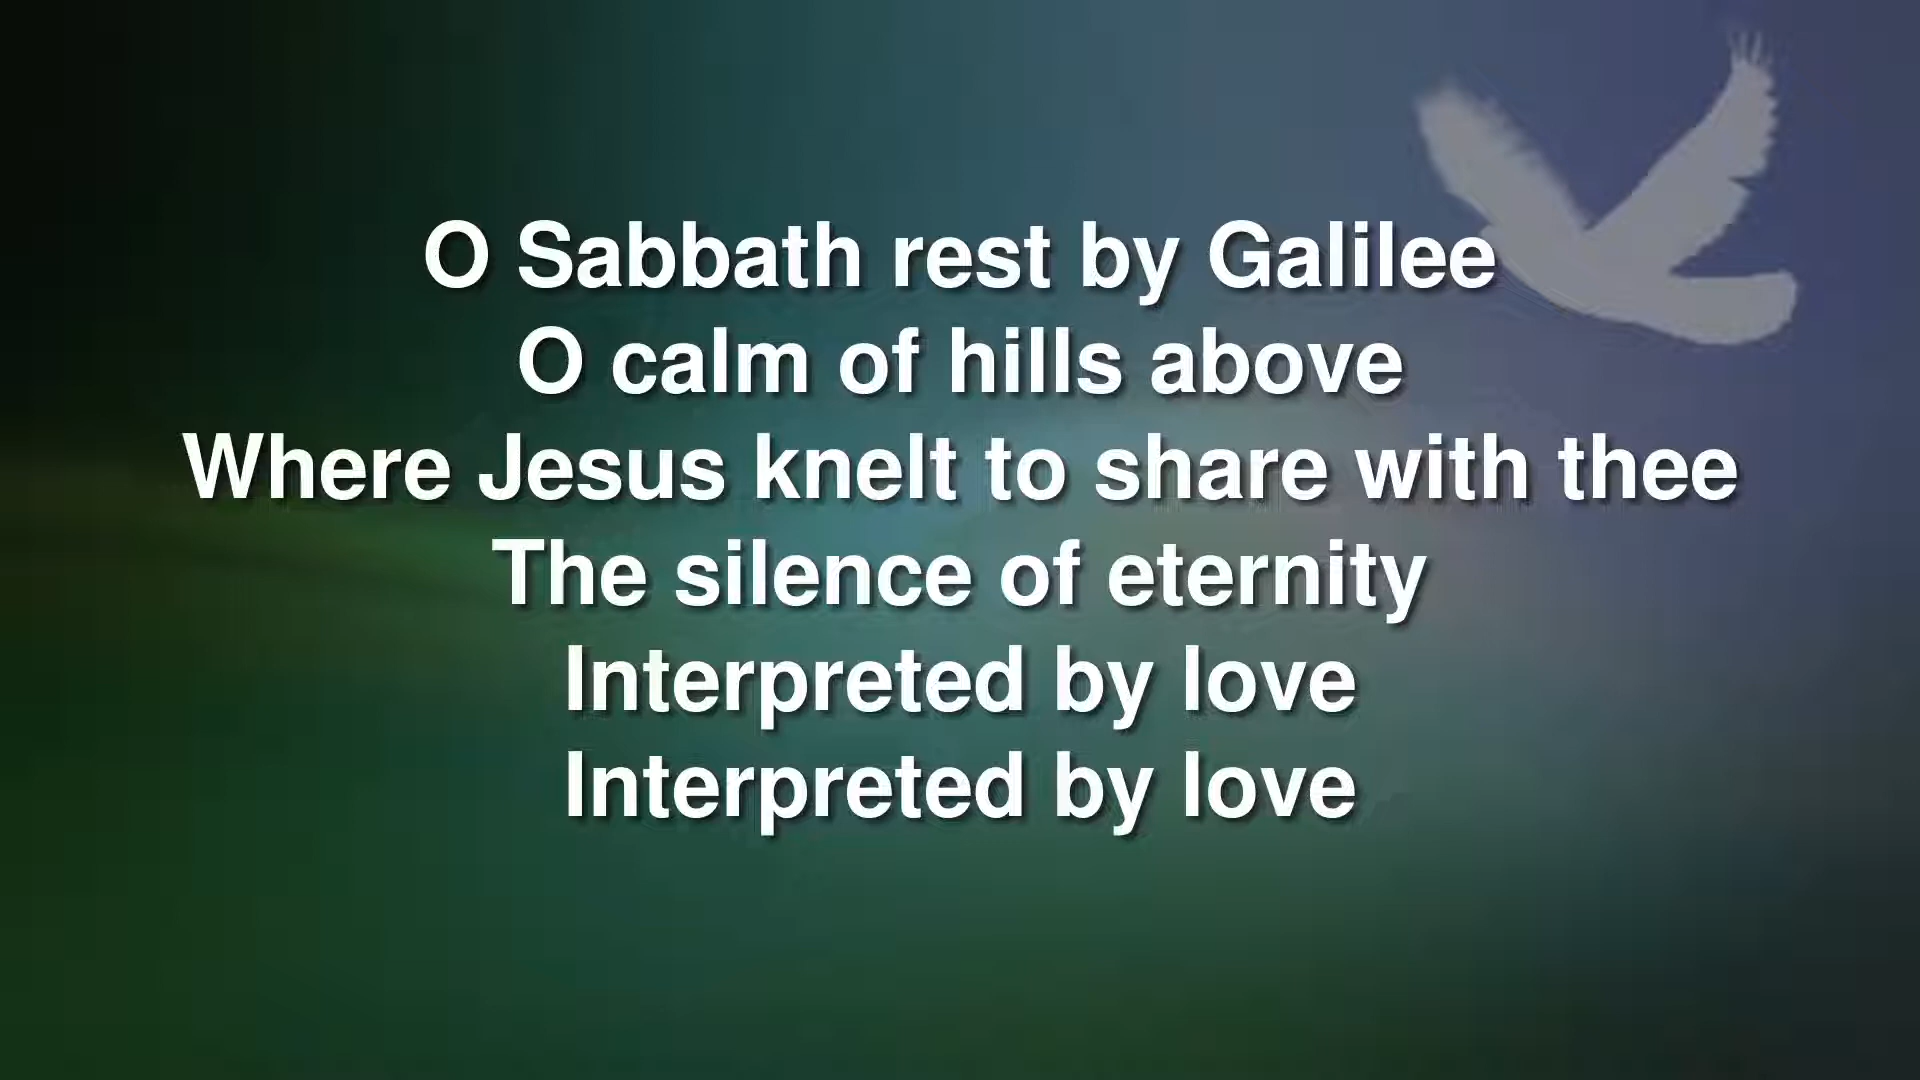 O Sabbath rest by Galilee
O calm of hills above
Where Jesus knelt to share with thee
The silence of eternity
Interpreted by love
Interpreted by love